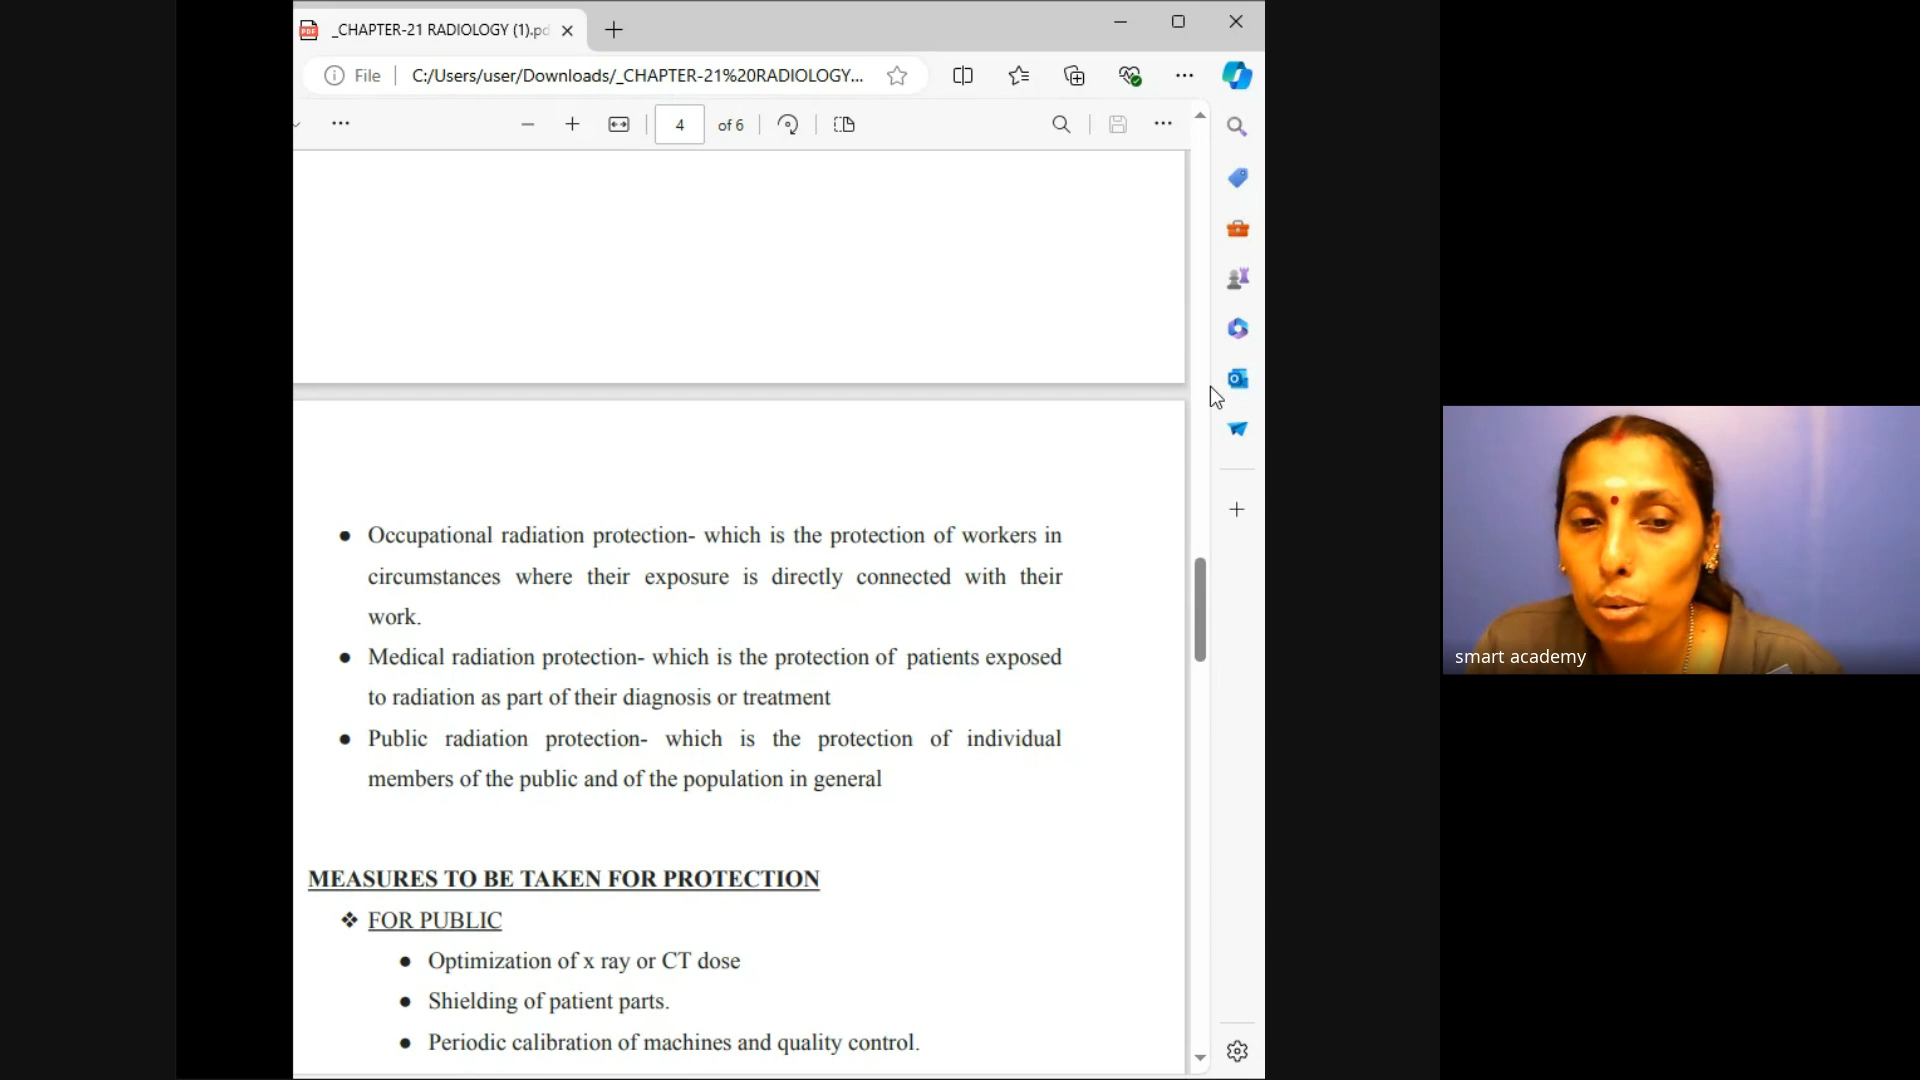 _CHAPTER-21 RADIOLOGY (1).pd
File
C:/Users/user/Downloads/_CHAPTER-21%20RADIOLOGY...
4 of 6
● Occupational radiation protection- which is the protection of workers in
circumstances where their exposure is directly connected with their
work.
● Medical radiation protection- which is the protection of patients exposed
to radiation as part of their diagnosis or treatment
● Public radiation protection- which is the protection of individual
members of the public and of the population in general
MEASURES TO BE TAKEN FOR PROTECTION
❖ FOR PUBLIC
● Optimization of x ray or CT dose
● Shielding of patient parts.
● Periodic calibration of machines and quality control.
smart academy